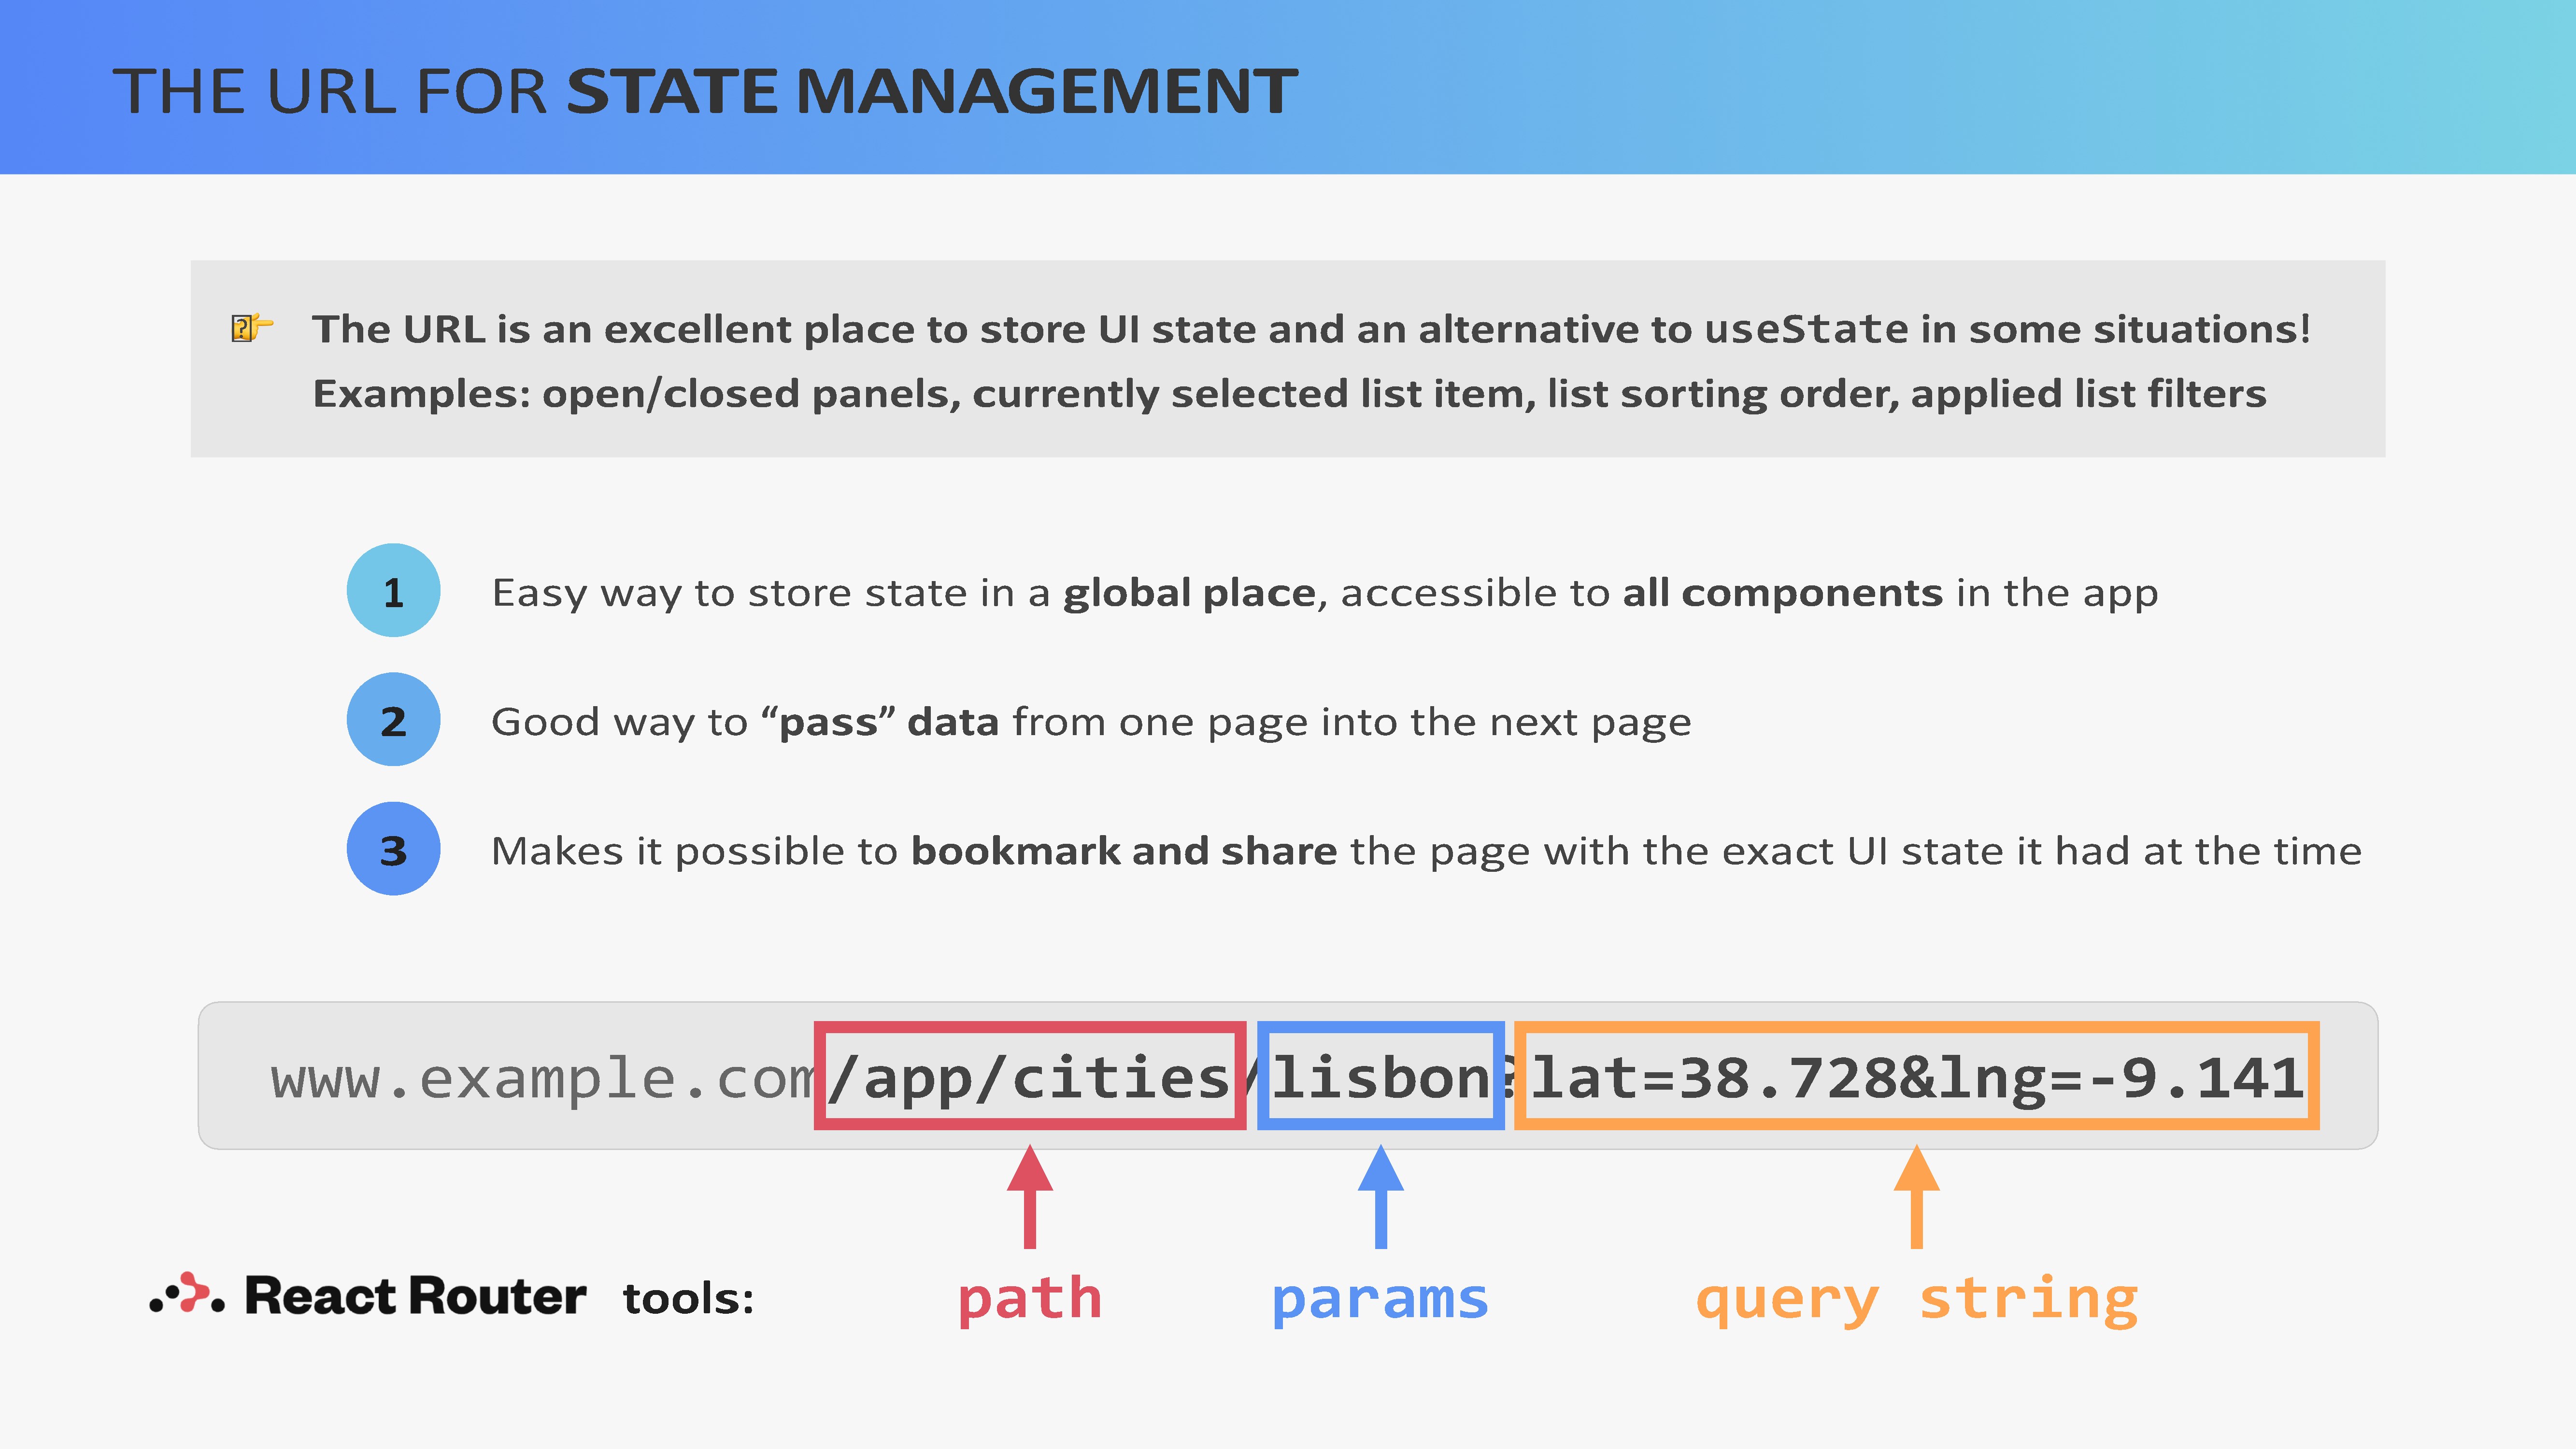 THE URL FOR STATE MANAGEMENT
The URL is an excellent place to store UI state and an alternative to useState in some situations!
Examples: open/closed panels, currently selected list item, list sorting order, applied list filters
1 Easy way to store state in a global place, accessible to all components in the app
2 Good way to “pass” data from one page into the next page
3 Makes it possible to bookmark and share the page with the exact UI state it had at the time
www.example.com/app/cities/lisbon?lat=38.728&lng=-9.141
React Router tools: path params query string